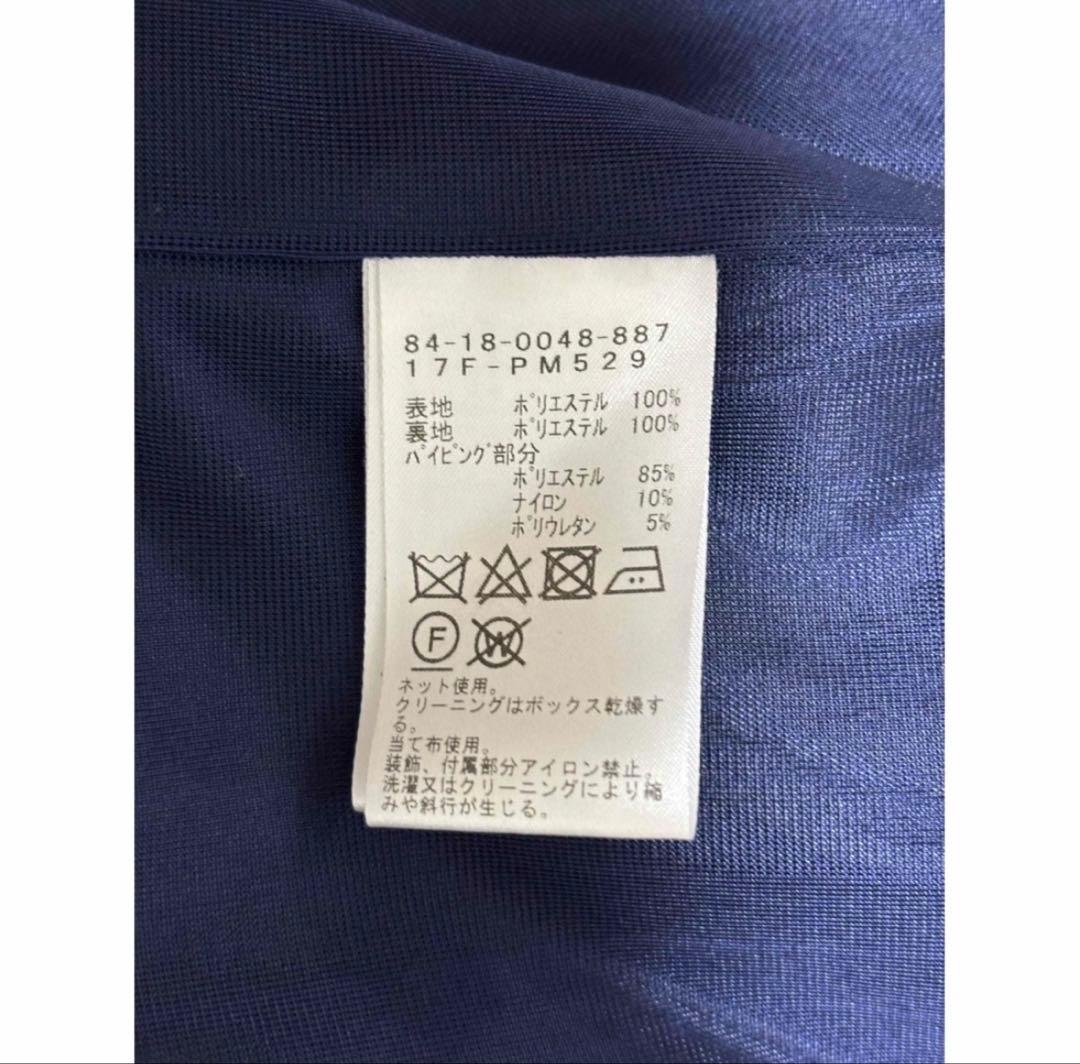 84-18-0048-887
17F-PM529
表地 ポリエステル 100%
裏地 ポリエステル 100%
パイピング部分
ポリエステル 85%
ナイロン 10%
ポリウレタン 5%
F W
ネット使用。
クリーニングはボックス乾燥す
る。
当て布使用。
装飾、付属部分アイロン禁止。
洗濯又はクリーニングにより縮
みや斜行が生じる。